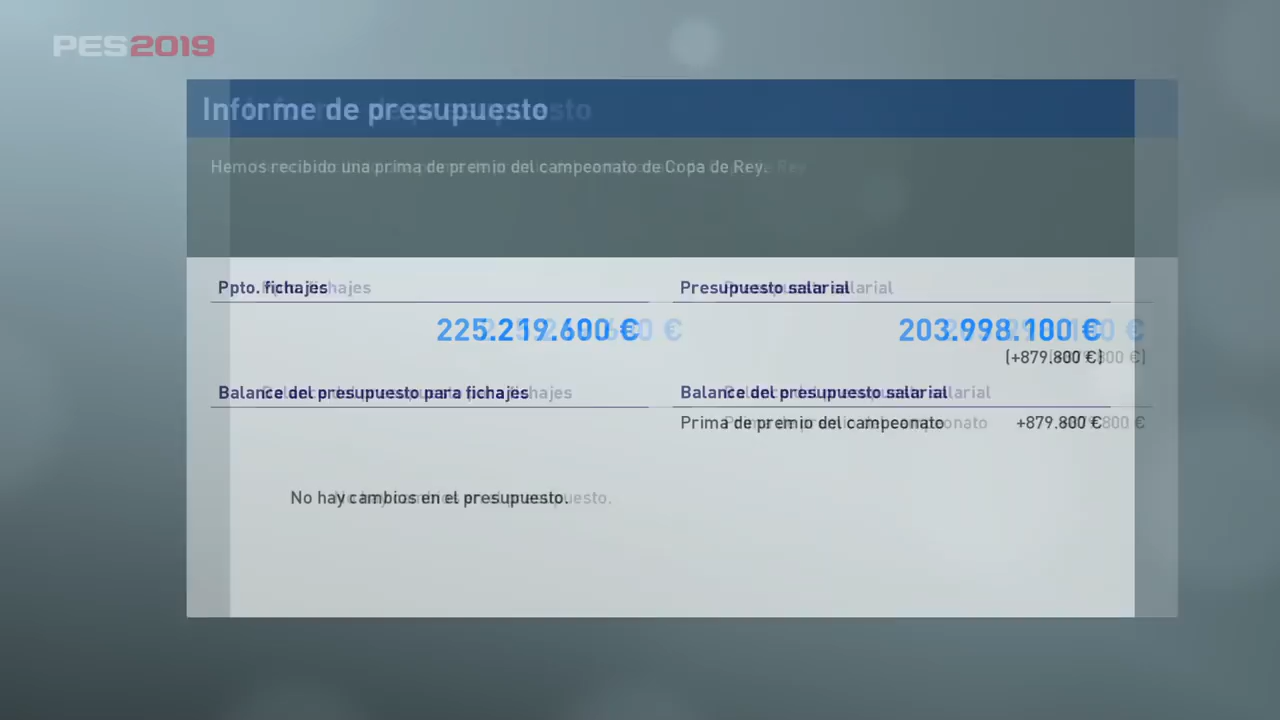 PES2019
Informe de presupuesto
Hemos recibido una prima de premio del campeonato de Copa de Rey.
Ppto. fichajes
Presupuesto salarial
225.219.600 €
203.998.100 €
(+879.800 €)
Balance del presupuesto para fichajes
Balance del presupuesto salarial
Prima de premio del campeonato
+879.800 €
No hay cambios en el presupuesto.